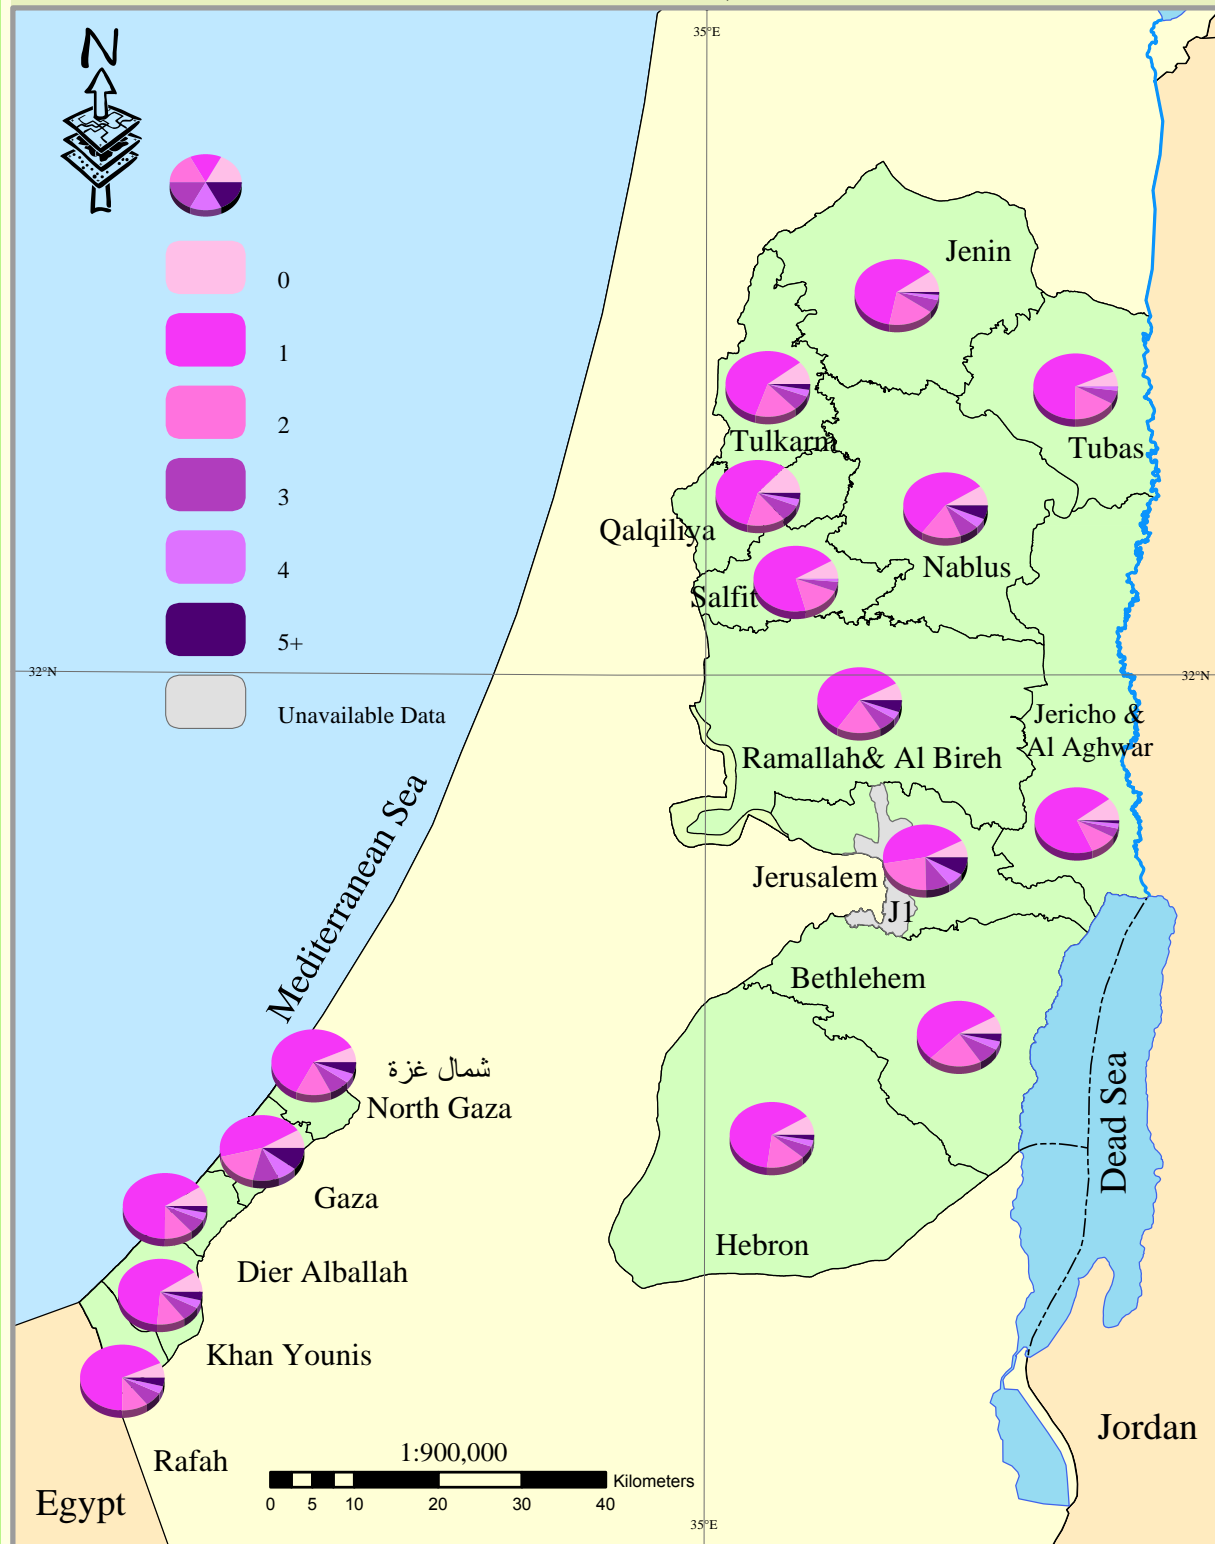 35°E
N
0
1
2
3
4
5+
Unavailable Data
32°N
32°N
Mediterranean Sea
Jenin
Tubas
Tulkarm
Qalqiliya
Nablus
Salfit
Jericho &
Al Aghwar
Ramallah& Al Bireh
Jerusalem
J1
Bethlehem
Hebron
Dead Sea
شمال غزة
North Gaza
Gaza
Dier Alballah
Khan Younis
Rafah
Egypt
Jordan
1:900,000
Kilometers
0 5 10 20 30 40
35°E